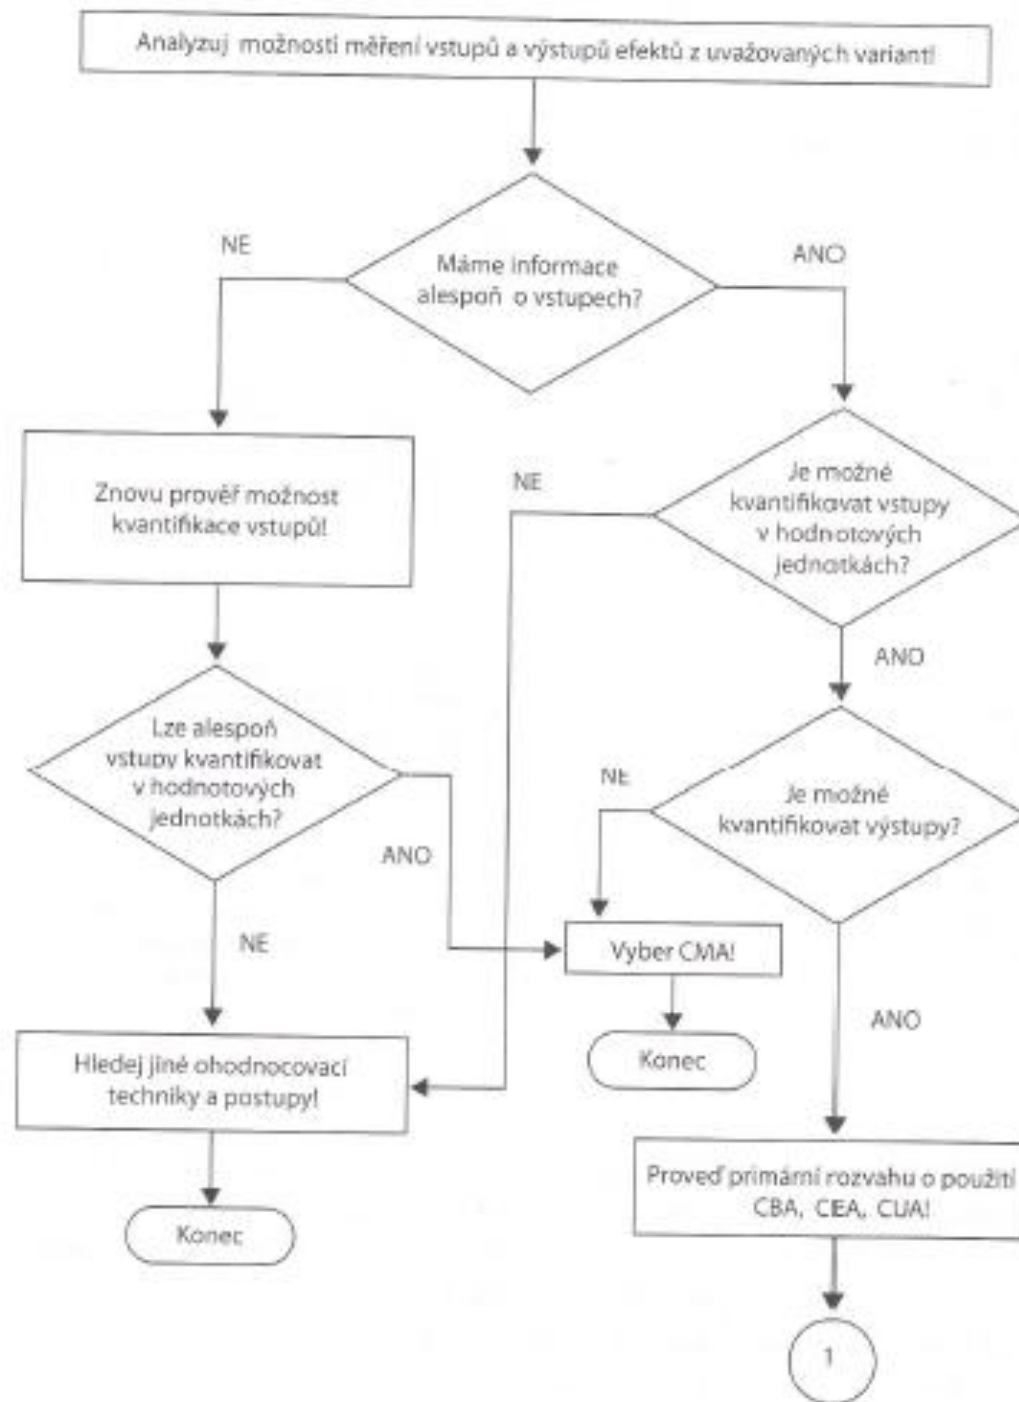 Analyzuj možnosti měření vstupů a výstupů efektů z uvažovaných variant!
Máme informace
alespoň o vstupech?
NE
ANO
Znovu prověř možnost
kvantifikace vstupů!
Je možné
kvantifikovat vstupy
v hodnotových
jednotkách?
NE
ANO
Lze alespoň
vstupy kvantifikovat
v hodnotových
jednotkách?
ANO
NE
Je možné
kvantifikovat výstupy?
NE
ANO
Vyber CMA!
Konec
Hledej jiné ohodnocovací
techniky a postupy!
Konec
Proveď primární rozvahu o použití
CBA, CEA, CUA!
1